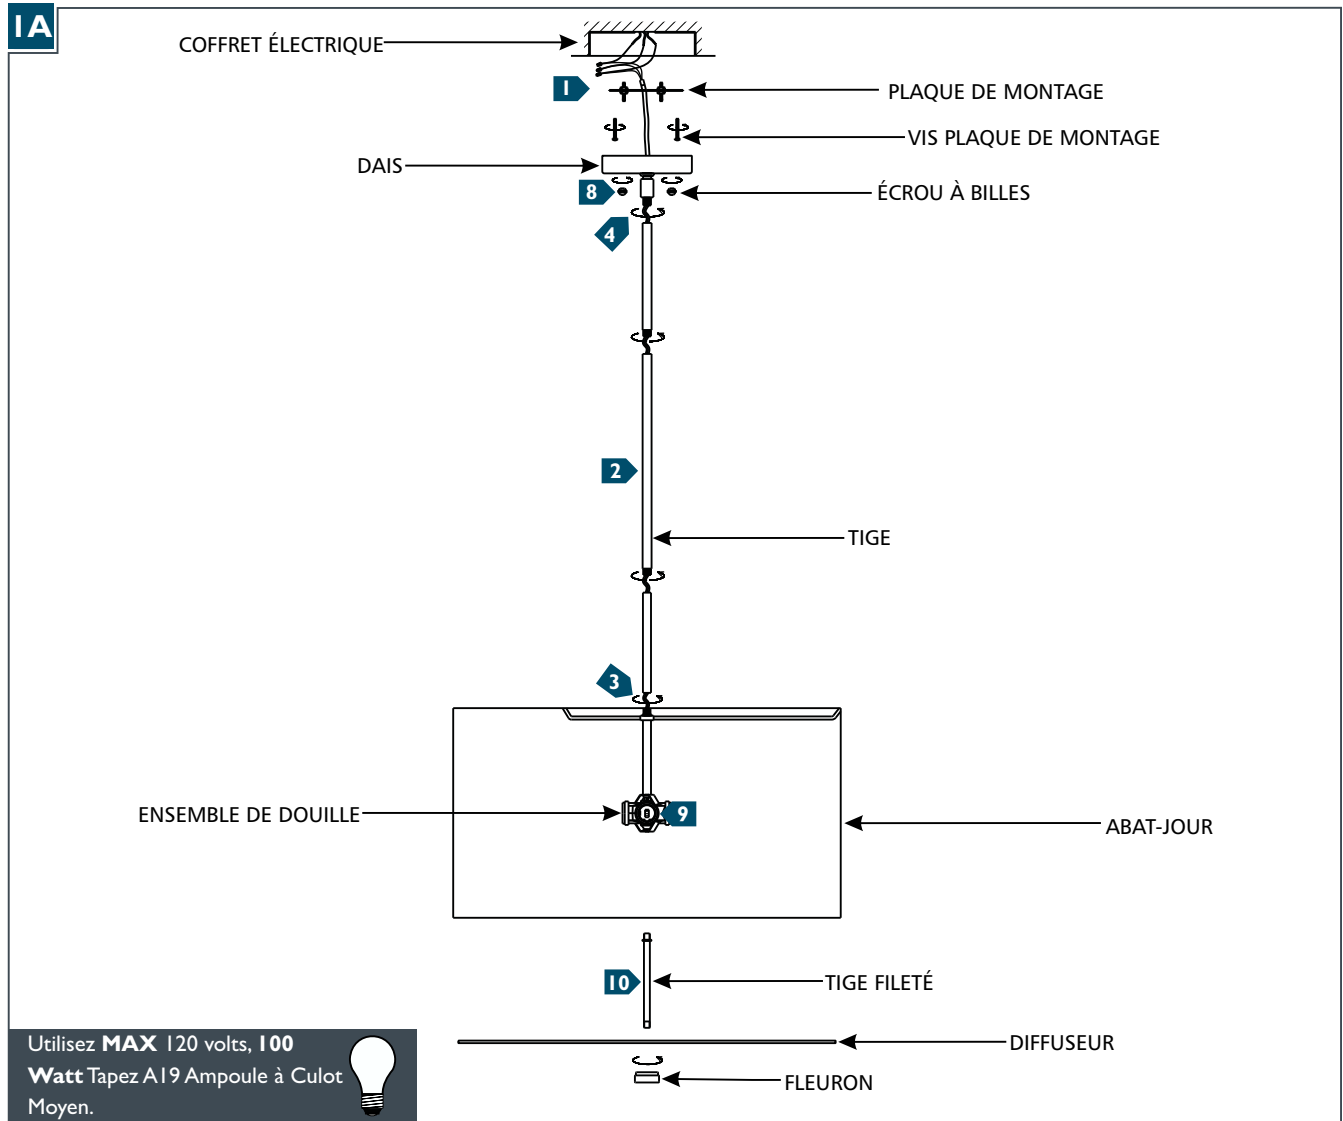 1A
COFFRET ÉLECTRIQUE
1
PLAQUE DE MONTAGE
VIS PLAQUE DE MONTAGE
DAIS
8
ÉCROU À BILLES
4
2
TIGE
3
ENSEMBLE DE DOUILLE
9
ABAT-JOUR
10
TIGE FILETÉ
DIFFUSEUR
FLEURON
Utilisez MAX 120 volts, 100
Watt Tapez A19 Ampoule à Culot
Moyen.